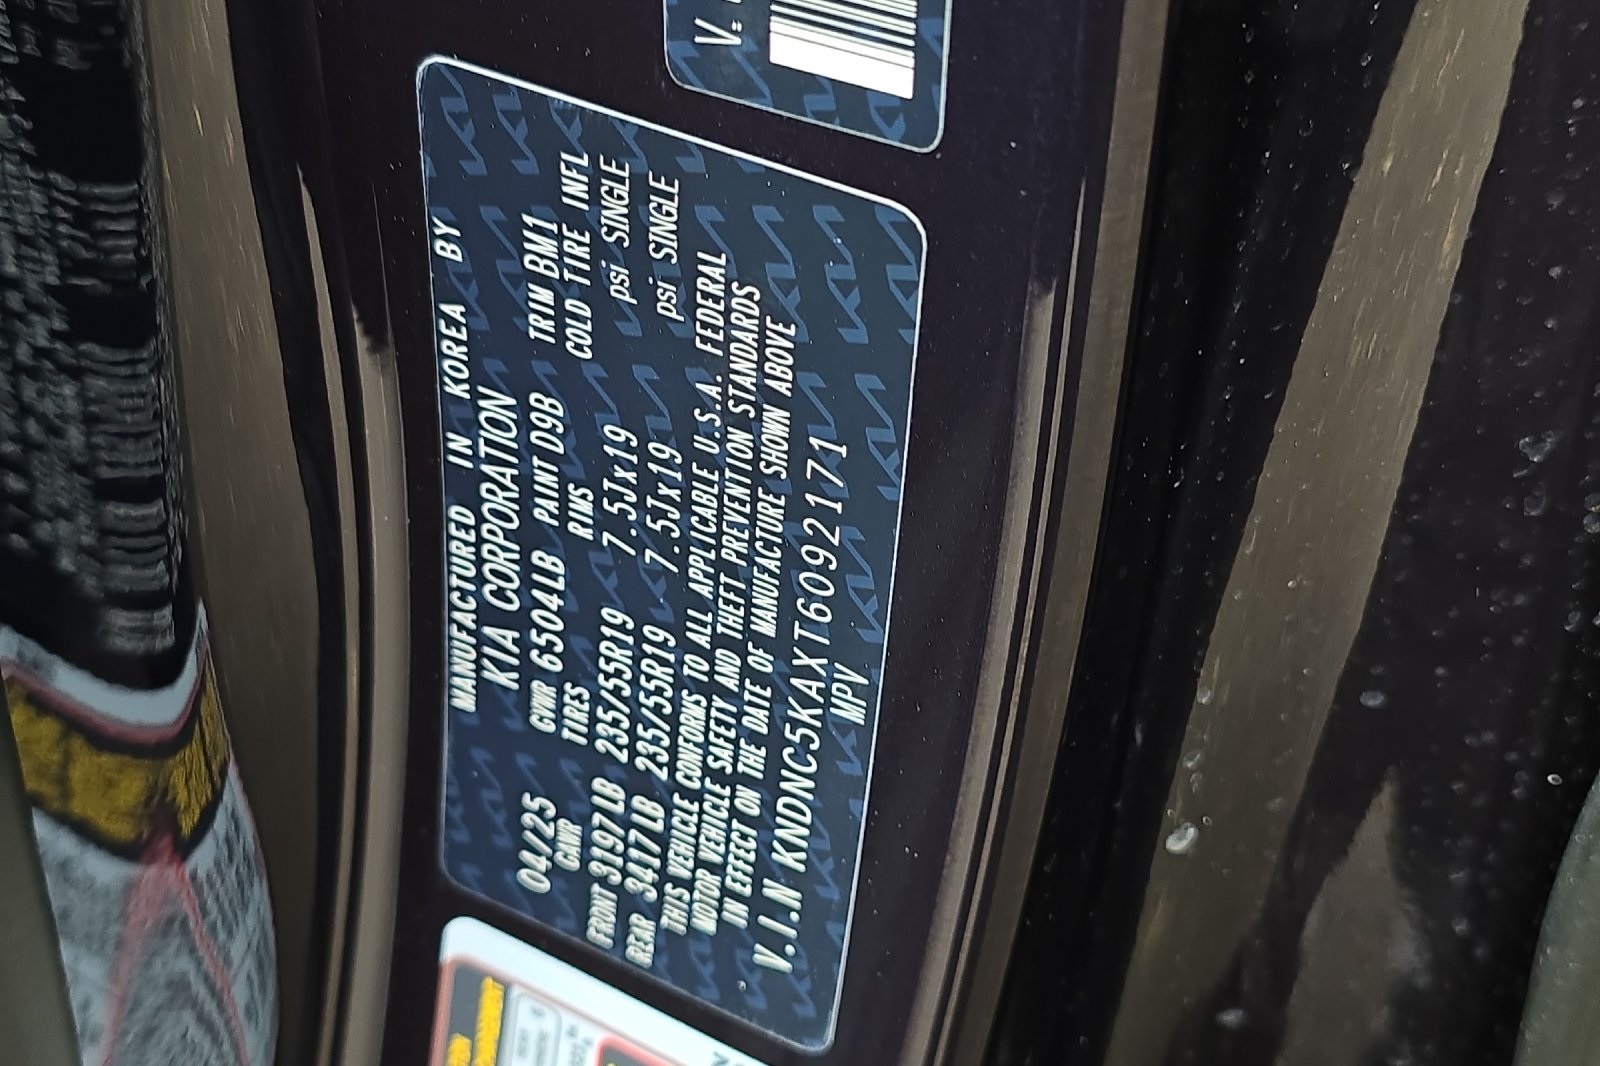 MANUFACTURED IN KOREA BY
KIA CORPORATION
04/25 GVWR 6504LB PAINT D9B TRIM BM1
GAWR TIRES RIMS COLD TIRE INFL
FRONT 3197LB 235/55R19 7.5Jx19 psi SINGLE
REAR 3417LB 235/55R19 7.5Jx19 psi SINGLE
THIS VEHICLE CONFORMS TO ALL APPLICABLE U.S.A. FEDERAL
MOTOR VEHICLE SAFETY AND THEFT PREVENTION STANDARDS
IN EFFECT ON THE DATE OF MANUFACTURE SHOWN ABOVE
V.I.N KNDNC5KAXT6092171
MPV